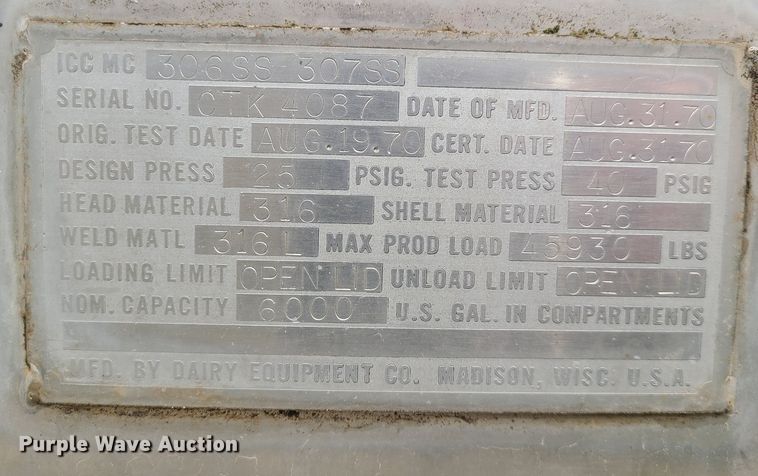 ICC MC 306SS-307SS
SERIAL NO. CTK 4087 DATE OF MFD. AUG.31.70
ORIG. TEST DATE AUG.19.70 CERT. DATE AUG.31.70
DESIGN PRESS 25 PSIG. TEST PRESS 40 PSIG
HEAD MATERIAL 316 SHELL MATERIAL 316
WELD MATL 316 L MAX PROD LOAD 45930 LBS
LOADING LIMIT OPEN LID UNLOAD LIMIT OPEN LID
NOM. CAPACITY 6000 U.S. GAL. IN COMPARTMENTS
MFD. BY DAIRY EQUIPMENT CO. MADISON, WISC. U.S.A.
Purple Wave Auction